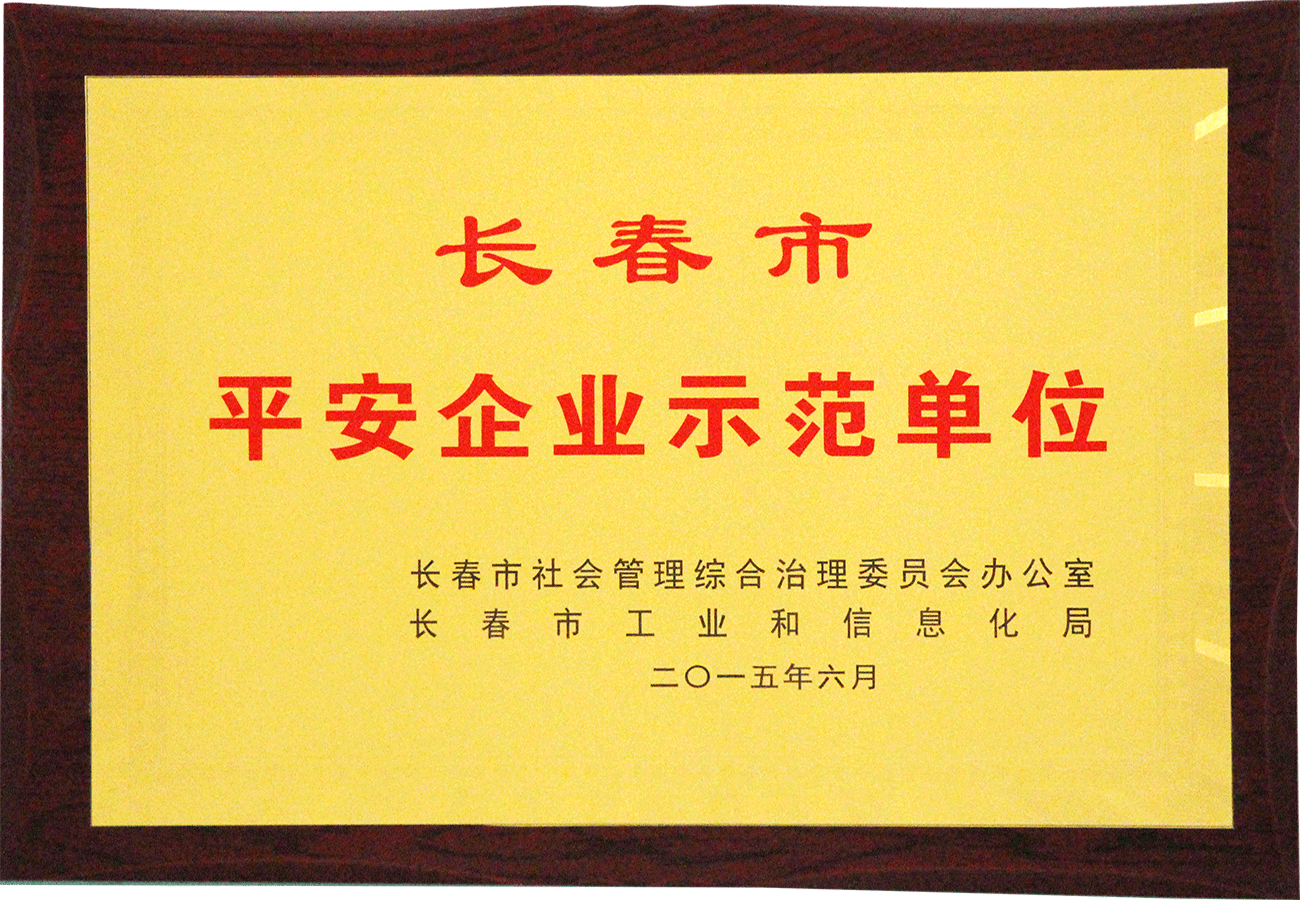 长春市
平安企业示范单位
长春市社会管理综合治理委员会办公室
长春市工业和信息化局
二〇一五年六月